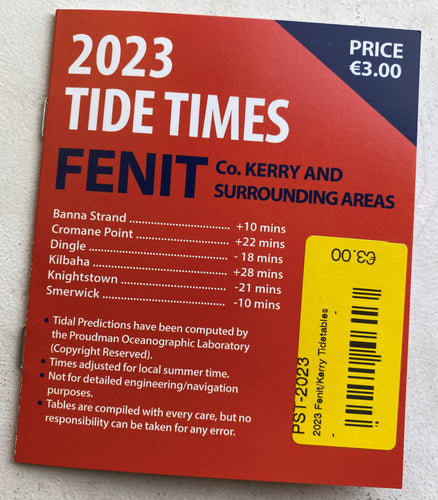 2023
TIDE TIMES
PRICE
€3.00
FENIT Co. KERRY AND
SURROUNDING AREAS
Banna Strand .............................. +10 mins
Cromane Point ............................ +22 mins
Dingle .......................................... - 18 mins
Kilbaha ......................................... +28 mins
Knightstown ................................ -21 mins
Smerwick ..................................... -10 mins
• Tidal Predictions have been computed by
the Proudman Oceanographic Laboratory
(Copyright Reserved).
• Times adjusted for local summer time.
• Not for detailed engineering/navigation
purposes.
• Tables are compiled with every care, but no
responsibility can be taken for any error.
€3.00
PST-2023
2023 Fenit/Kerry Tidetables